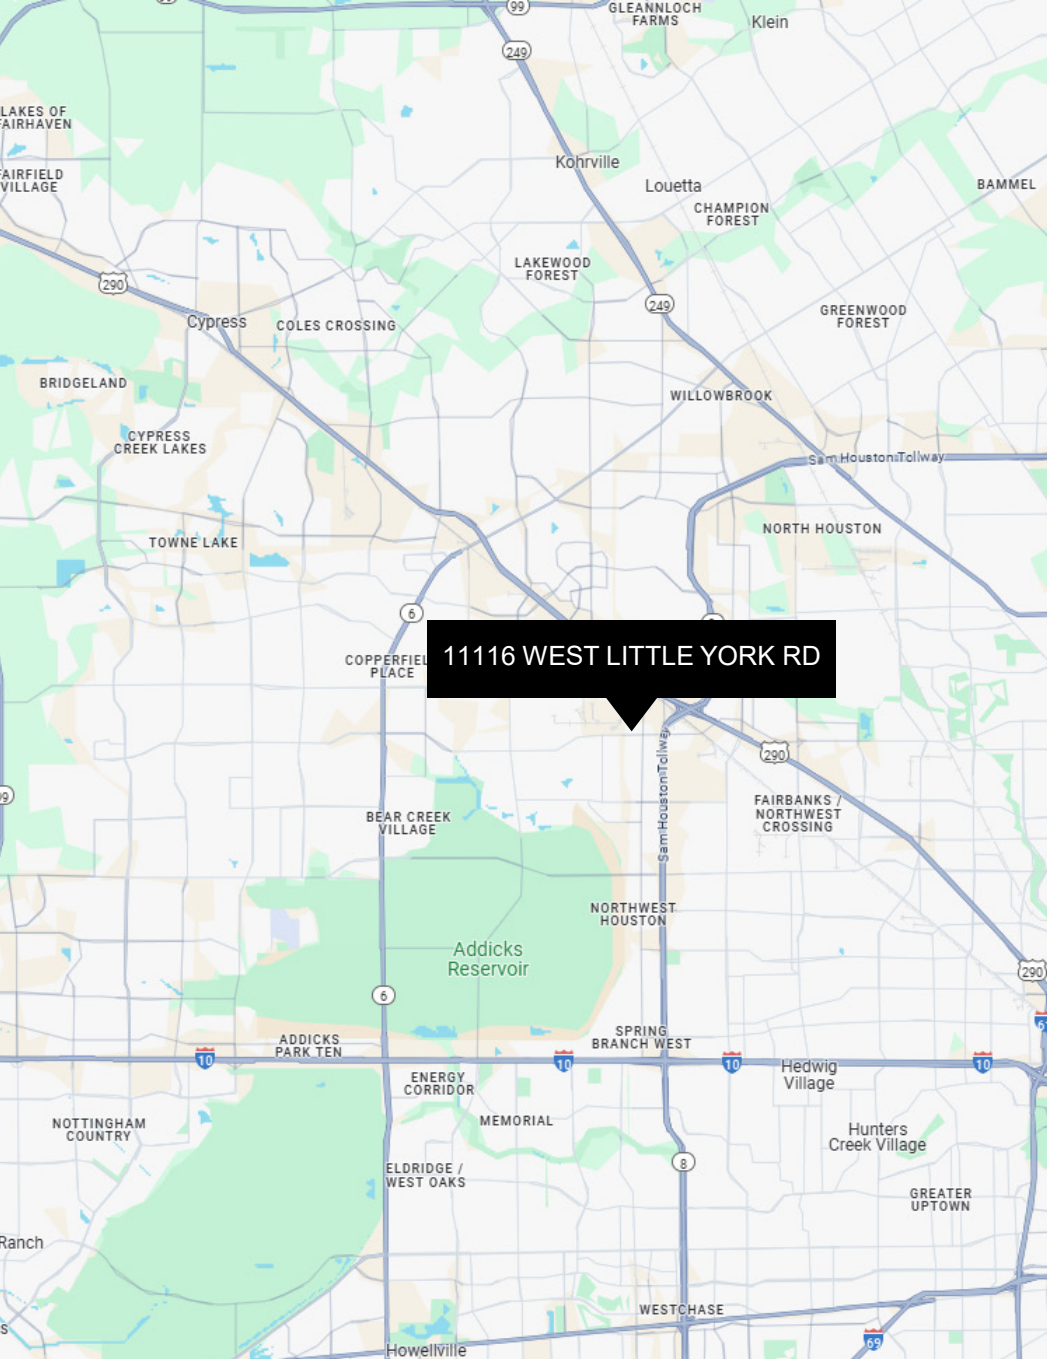 99
GLEANNLOCH
FARMS
Klein
249
LAKES OF
FAIRHAVEN
Kohrville
FAIRFIELD
VILLAGE
Louetta
BAMMEL
CHAMPION
FOREST
LAKEWOOD
FOREST
290
249
GREENWOOD
FOREST
Cypress
COLES CROSSING
BRIDGELAND
WILLOWBROOK
CYPRESS
CREEK LAKES
Sam Houston Tollway
NORTH HOUSTON
TOWNE LAKE
6
11116 WEST LITTLE YORK RD
COPPERFIEL
PLACE
Sam Houston Tollway
290
99
FAIRBANKS /
NORTHWEST
CROSSING
BEAR CREEK
VILLAGE
NORTHWEST
HOUSTON
Addicks
Reservoir
290
6
61
SPRING
BRANCH WEST
ADDICKS
PARK TEN
10
10
10
10
Hedwig
Village
ENERGY
CORRIDOR
MEMORIAL
NOTTINGHAM
COUNTRY
Hunters
Creek Village
8
ELDRIDGE /
WEST OAKS
GREATER
UPTOWN
Ranch
WESTCHASE
s
69
Howellville